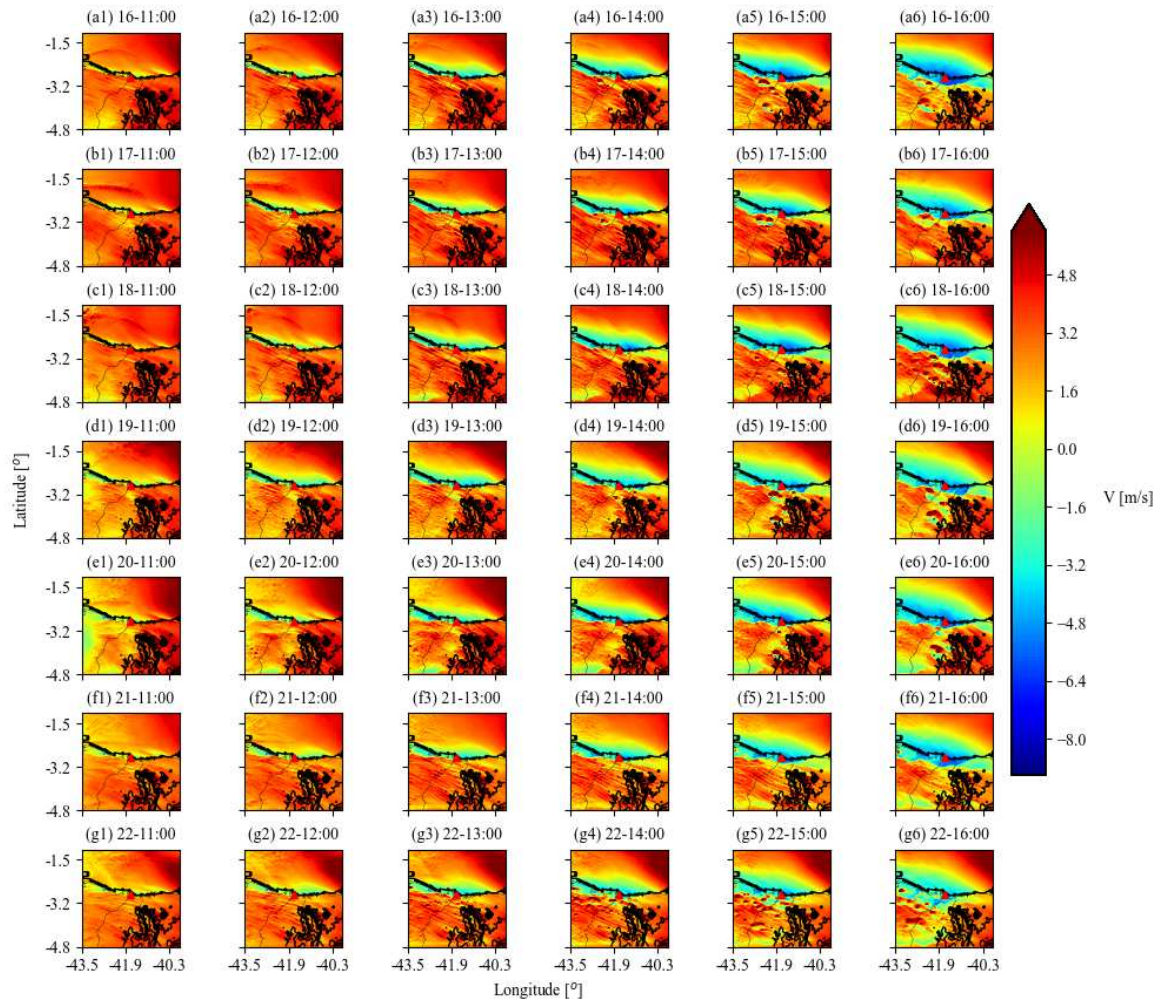 (a1) 16-11:00 (a2) 16-12:00 (a3) 16-13:00 (a4) 16-14:00 (a5) 16-15:00 (a6) 16-16:00
-1.5
-3.2
-4.8
(b1) 17-11:00 (b2) 17-12:00 (b3) 17-13:00 (b4) 17-14:00 (b5) 17-15:00 (b6) 17-16:00
-1.5
-3.2
-4.8
(c1) 18-11:00 (c2) 18-12:00 (c3) 18-13:00 (c4) 18-14:00 (c5) 18-15:00 (c6) 18-16:00
-1.5
-3.2
-4.8
(d1) 19-11:00 (d2) 19-12:00 (d3) 19-13:00 (d4) 19-14:00 (d5) 19-15:00 (d6) 19-16:00
-1.5
-3.2
-4.8
(e1) 20-11:00 (e2) 20-12:00 (e3) 20-13:00 (e4) 20-14:00 (e5) 20-15:00 (e6) 20-16:00
-1.5
-3.2
-4.8
(f1) 21-11:00 (f2) 21-12:00 (f3) 21-13:00 (f4) 21-14:00 (f5) 21-15:00 (f6) 21-16:00
-1.5
-3.2
-4.8
(g1) 22-11:00 (g2) 22-12:00 (g3) 22-13:00 (g4) 22-14:00 (g5) 22-15:00 (g6) 22-16:00
-1.5
-3.2
-4.8
-43.5 -41.9 -40.3 -43.5 -41.9 -40.3 -43.5 -41.9 -40.3 -43.5 -41.9 -40.3 -43.5 -41.9 -40.3 -43.5 -41.9 -40.3
Longitude [°]
Latitude [°]
4.8
3.2
1.6
0.0
−1.6
−3.2
−4.8
−6.4
−8.0
V [m/s]